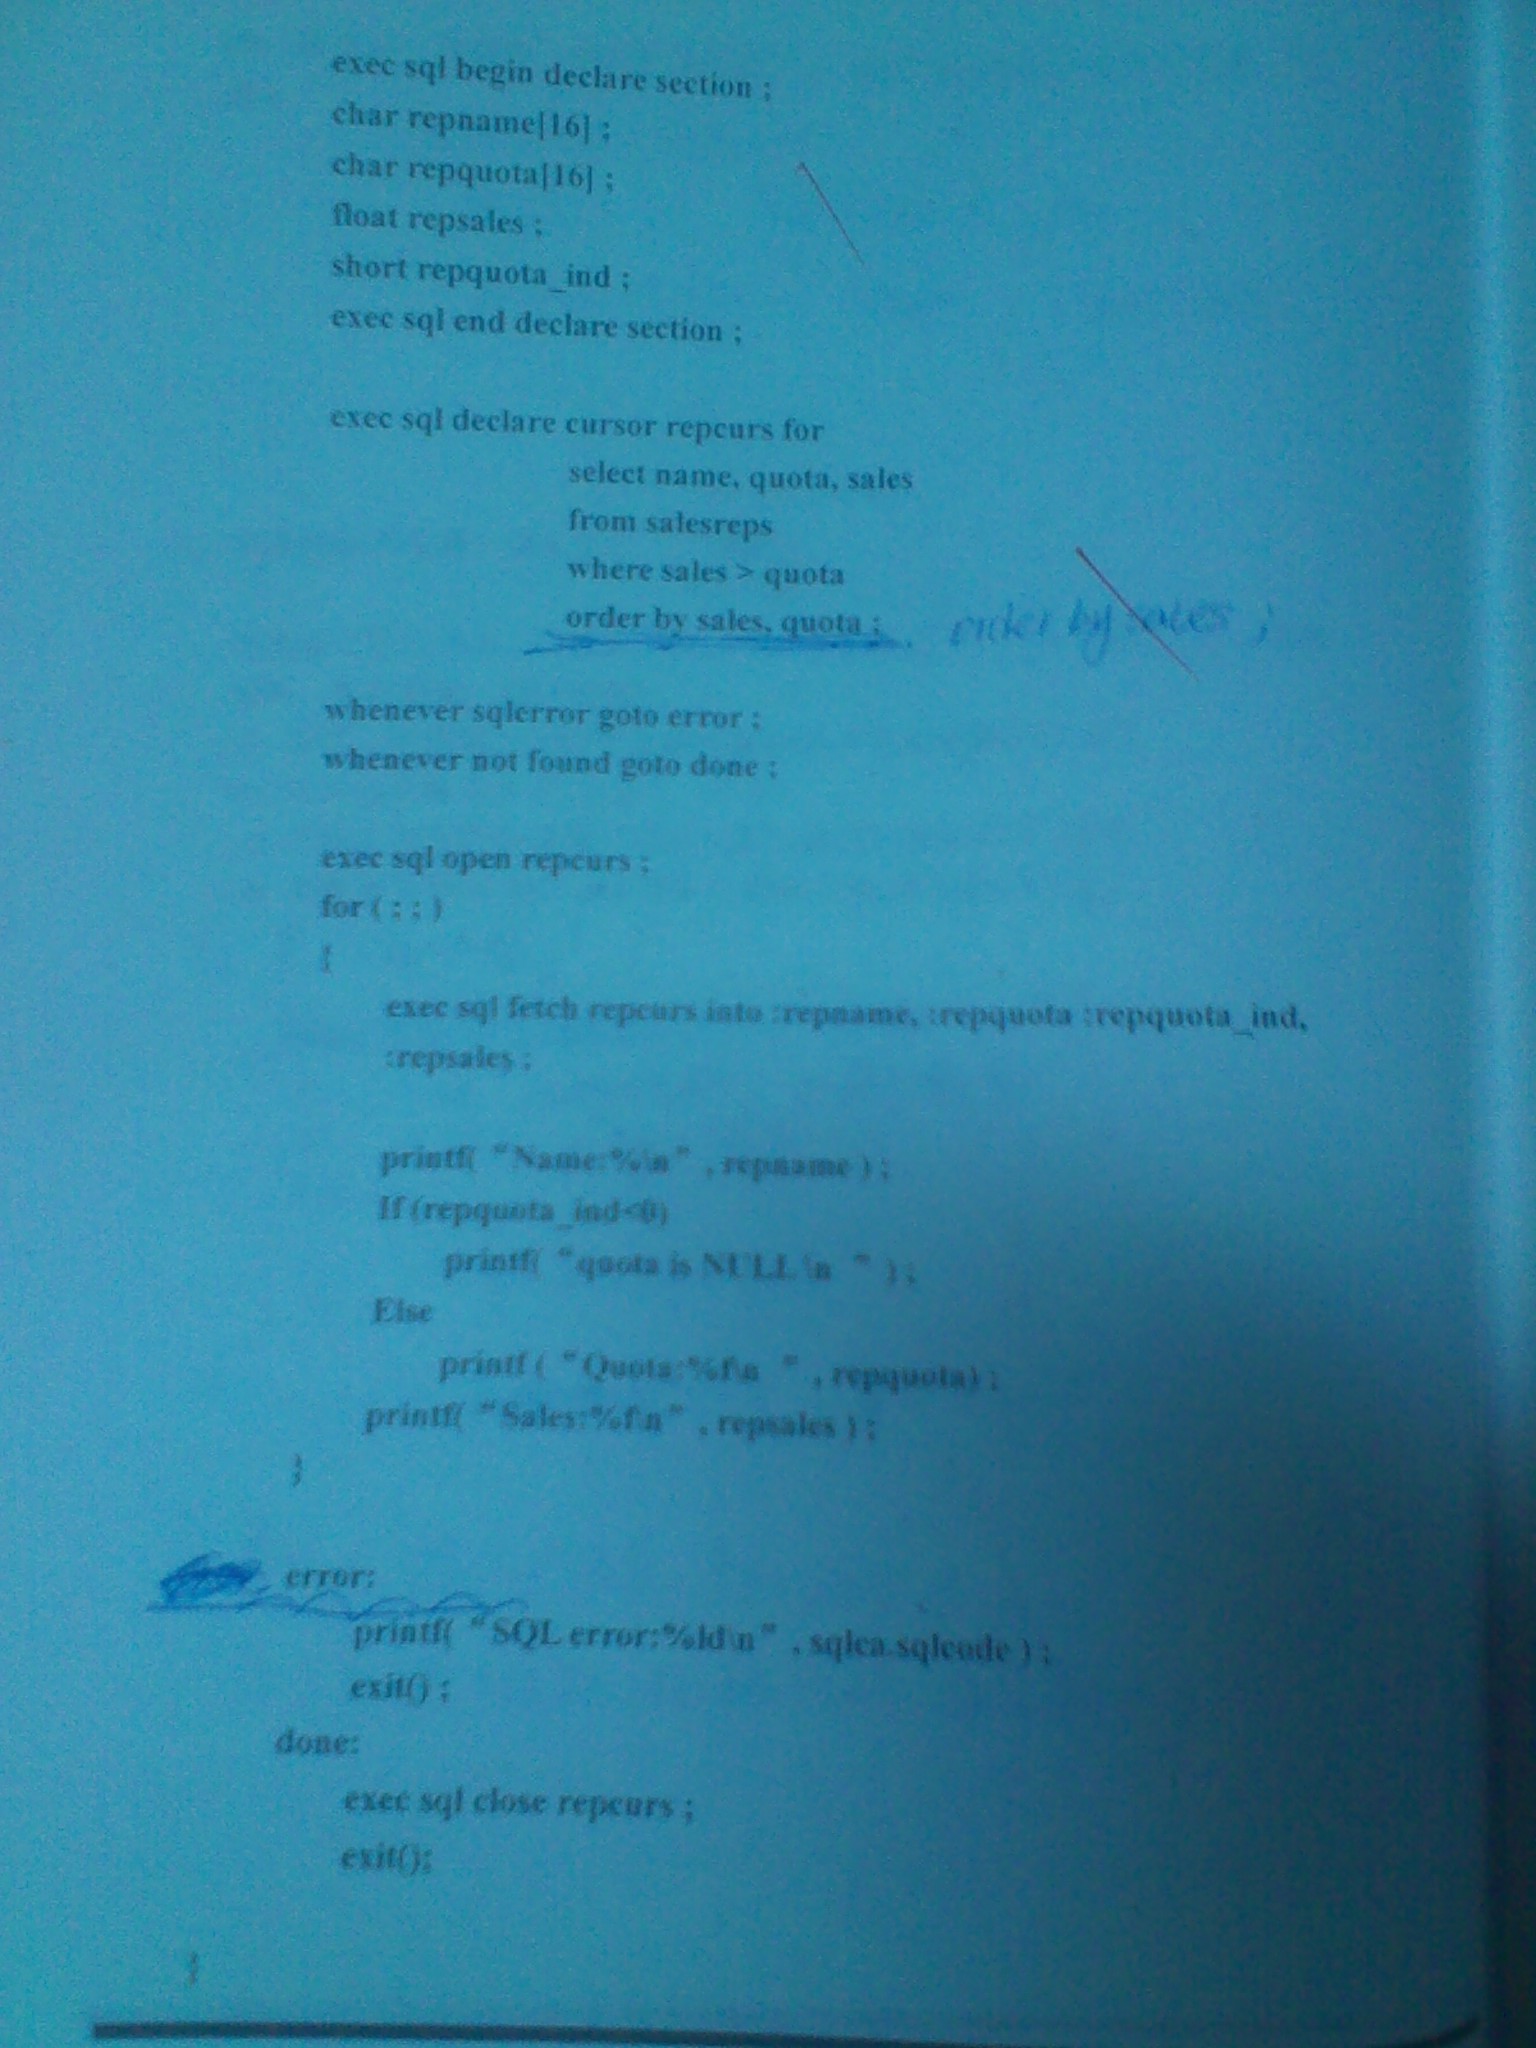 exec sql begin declare section ;
char repname[16] ;
char repquota[16] ;
float repsales ;
short repquota_ind ;
exec sql end declare section ;
exec sql declare cursor repcurs for
select name, quota, sales
from salesreps
where sales > quota
order by sales, quota ; order by sales ;
whenever sqlerror goto error ;
whenever not found goto done ;
exec sql open repcurs ;
for ( ; ; )
{
exec sql fetch repcurs into :repname, :repquota :repquota_ind,
:repsales ;
printf( “Name:%\n” , repname ) ;
If (repquota_ind<0)
printf( “quota is NULL \n ” ) ;
Else
printf ( “Quota:%f\n ” , repquota) ;
printf( “Sales:%f\n” , repsales ) ;
}
error:
printf( “SQL error:%ld\n” , sqlca.sqlcode ) ;
exit() ;
done:
exec sql close repcurs ;
exit();
}